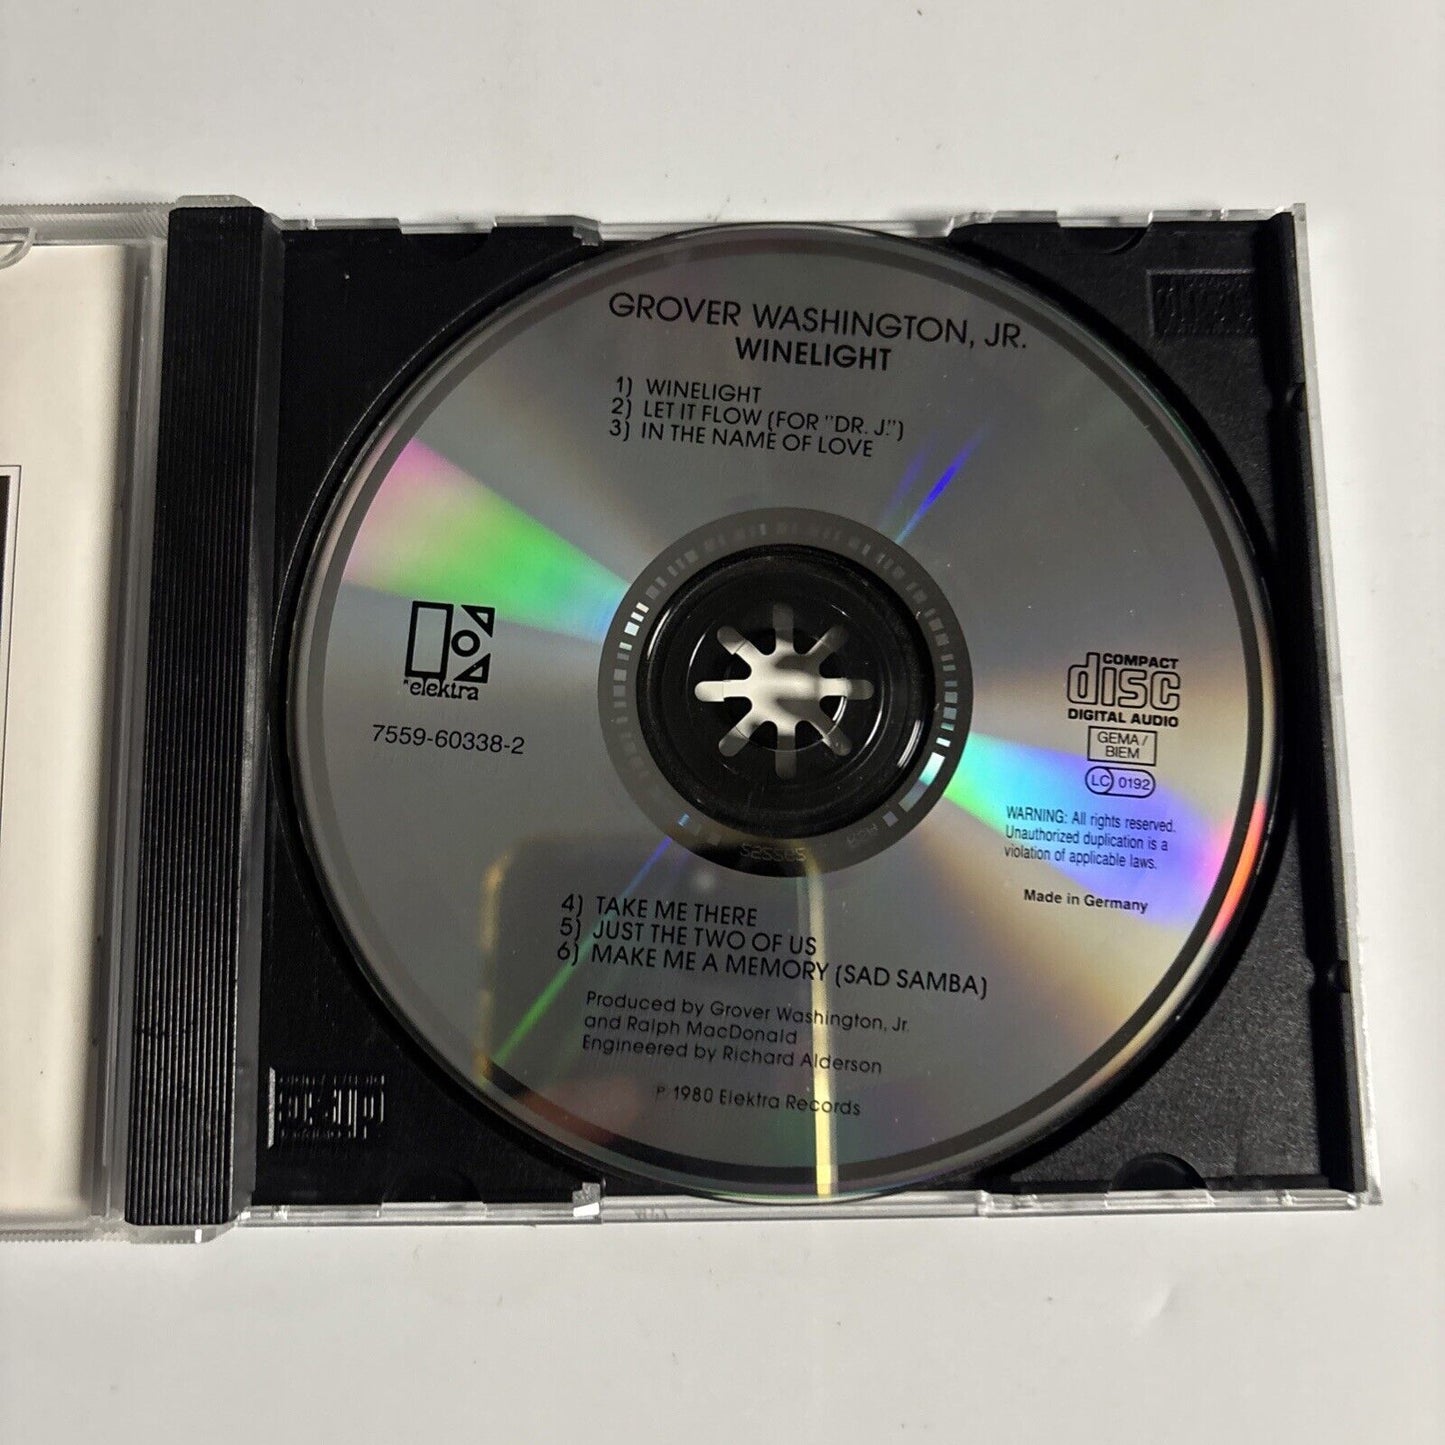 GROVER WASHINGTON, JR.
WINELIGHT
1) WINELIGHT
2) LET IT FLOW (FOR "DR. J.")
3) IN THE NAME OF LOVE
elektra
7559-60338-2
COMPACT
disc
DIGITAL AUDIO
GEMA /
BIEM
LC 0192
WARNING: All rights reserved.
Unauthorized duplication is a
violation of applicable laws.
Made in Germany
4) TAKE ME THERE
5) JUST THE TWO OF US
6) MAKE ME A MEMORY (SAD SAMBA)
Produced by Grover Washington, Jr.
and Ralph MacDonald
Engineered by Richard Alderson
℗ 1980 Elektra Records